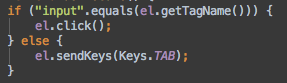 if ("input".equals(el.getTagName())) {
    el.click();
} else {
    el.sendKeys(Keys.TAB);
}